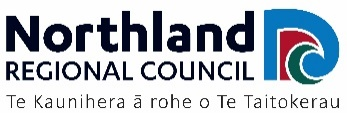 Northland
REGIONAL COUNCIL
Te Kaunihera ā rohe o Te Taitokerau